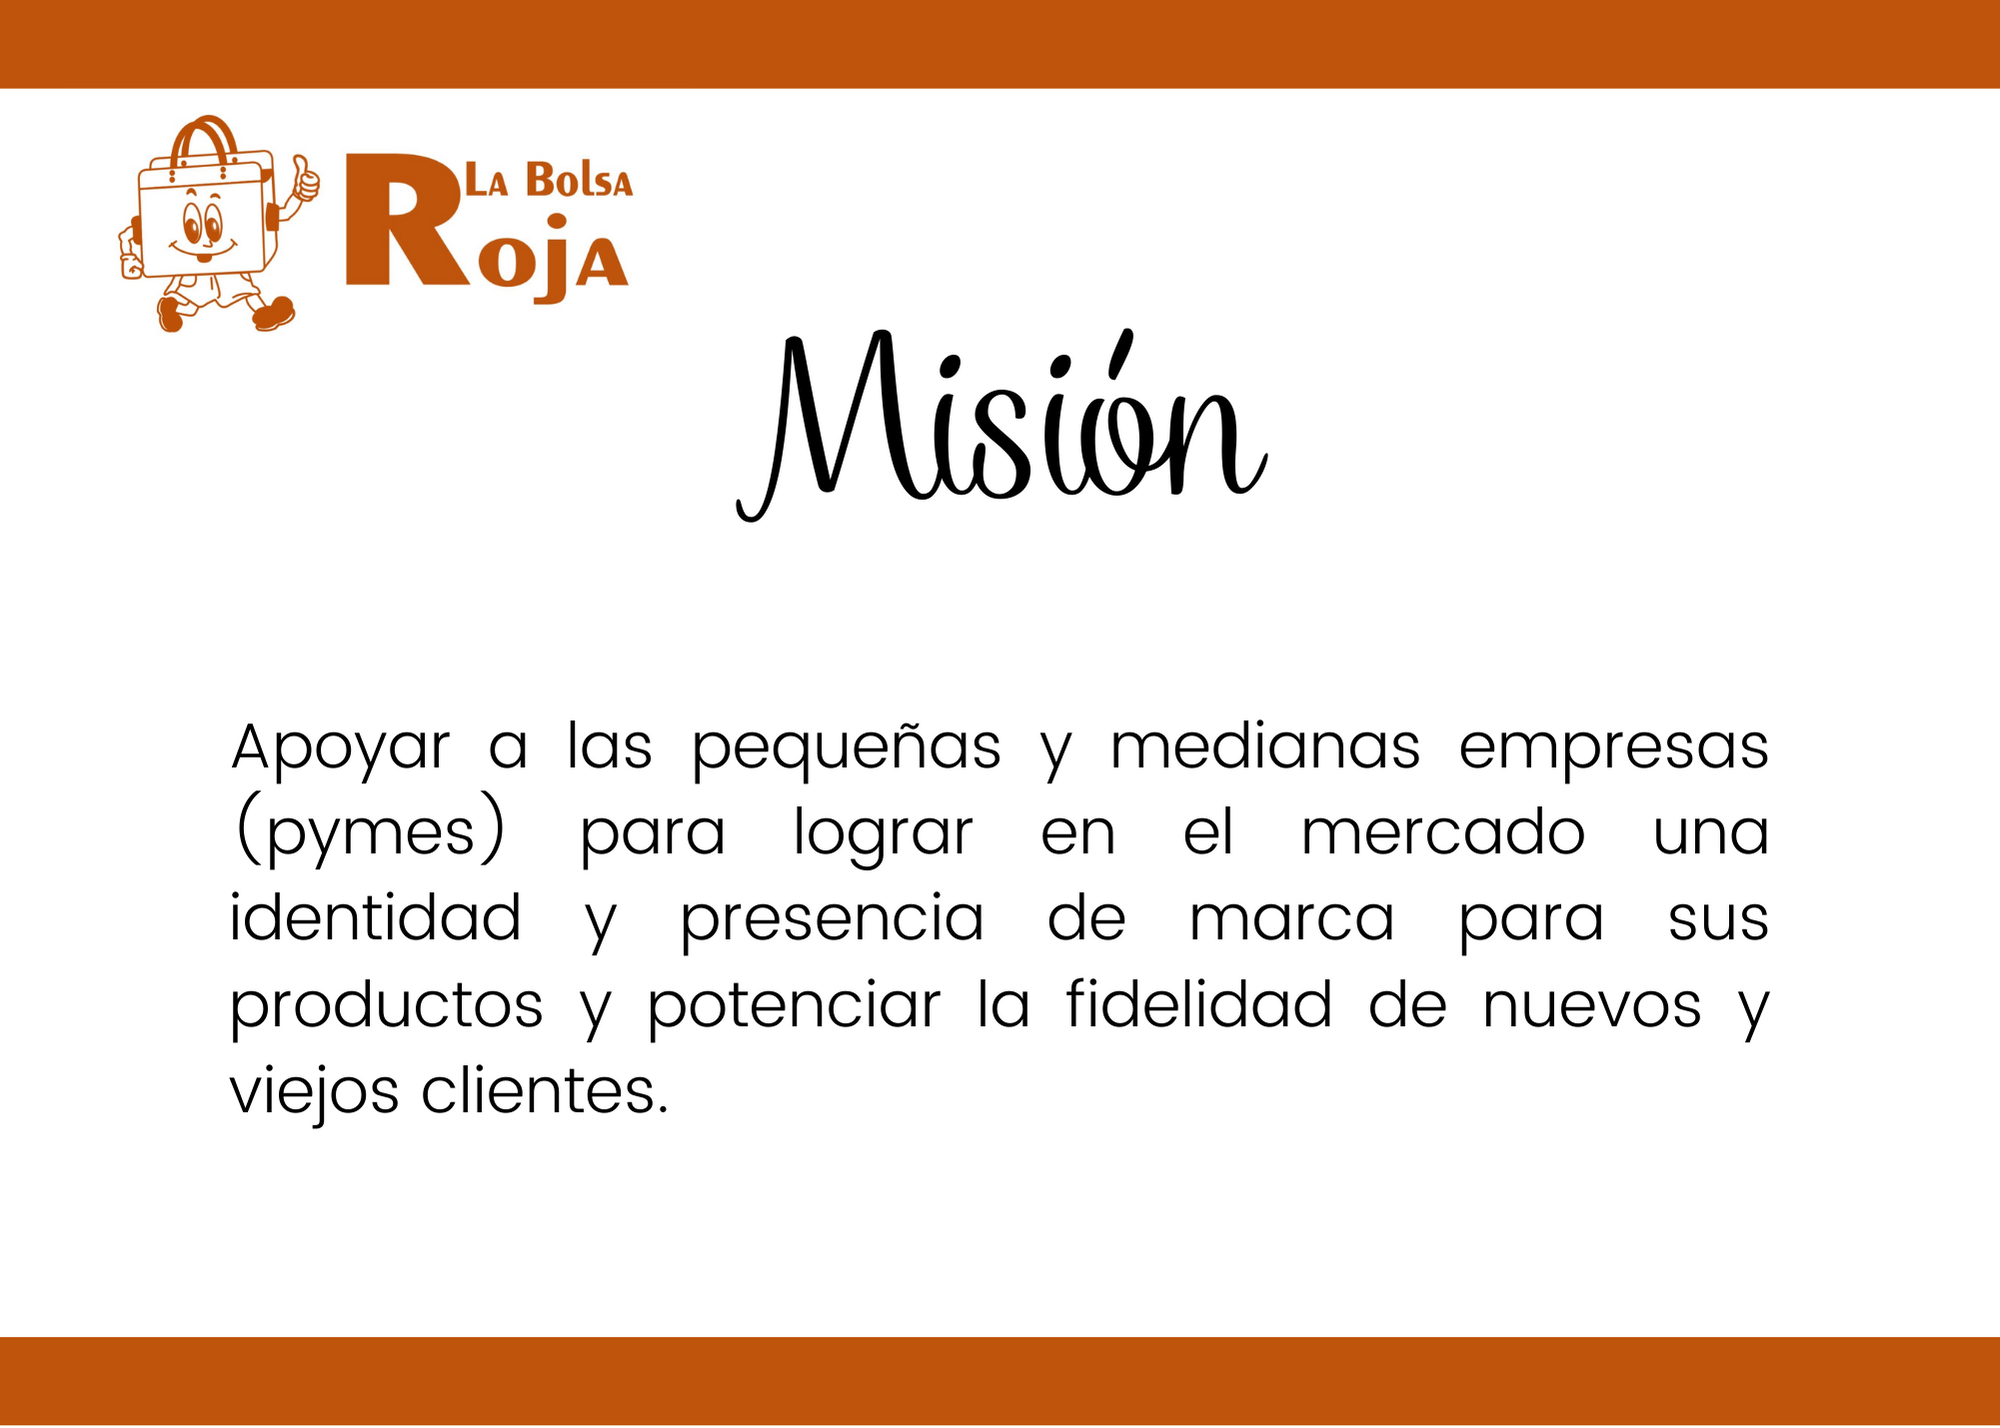 La Bolsa
Roja
Misión
Apoyar a las pequeñas y medianas empresas
(pymes) para lograr en el mercado una
identidad y presencia de marca para sus
productos y potenciar la fidelidad de nuevos y
viejos clientes.